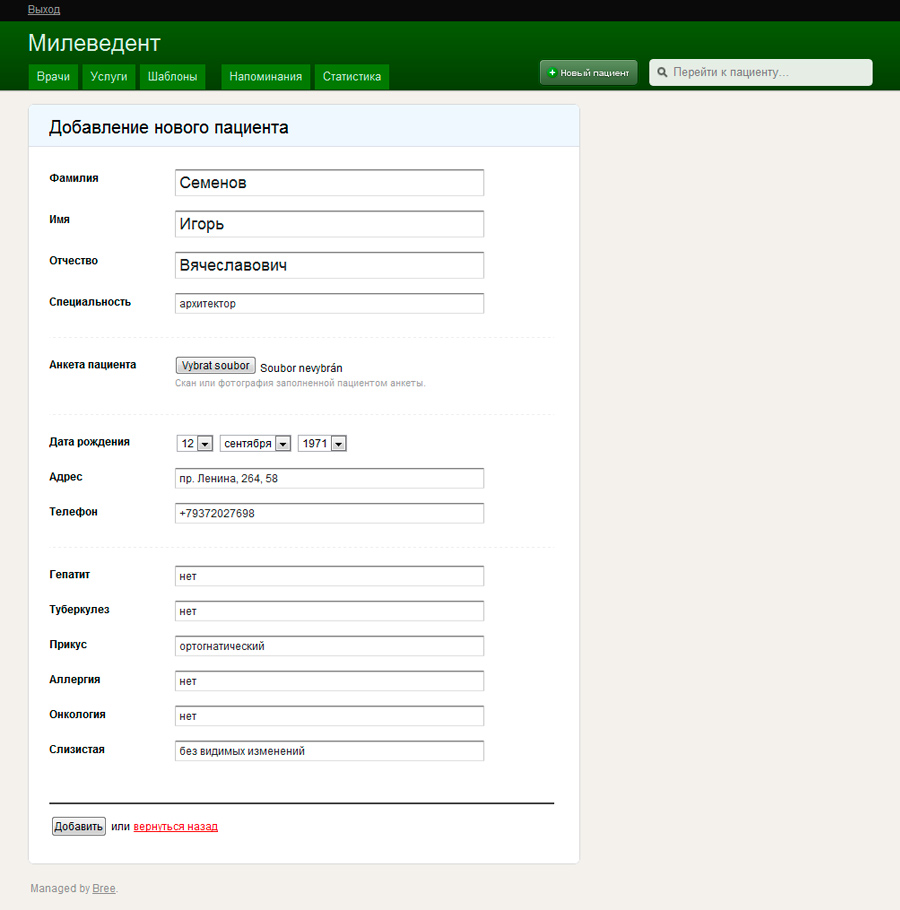 Выход
Милеведент
Врачи Услуги Шаблоны Напоминания Статистика Новый пациент Перейти к пациенту...
Добавление нового пациента
Фамилия Семенов
Имя Игорь
Отчество Вячеславович
Специальность архитектор
Анкета пациента Vybrat soubor Soubor nevybrán
Скан или фотография заполненной пациентом анкеты.
Дата рождения 12 сентября 1971
Адрес пр. Ленина, 264, 58
Телефон +79372027698
Гепатит нет
Туберкулез нет
Прикус ортогнатический
Аллергия нет
Онкология нет
Слизистая без видимых изменений
Добавить или вернуться назад
Managed by Bree.